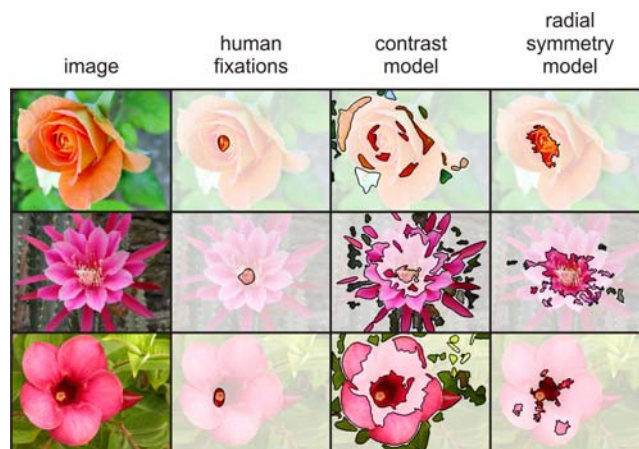 image
human
fixations
contrast
model
radial
symmetry
model